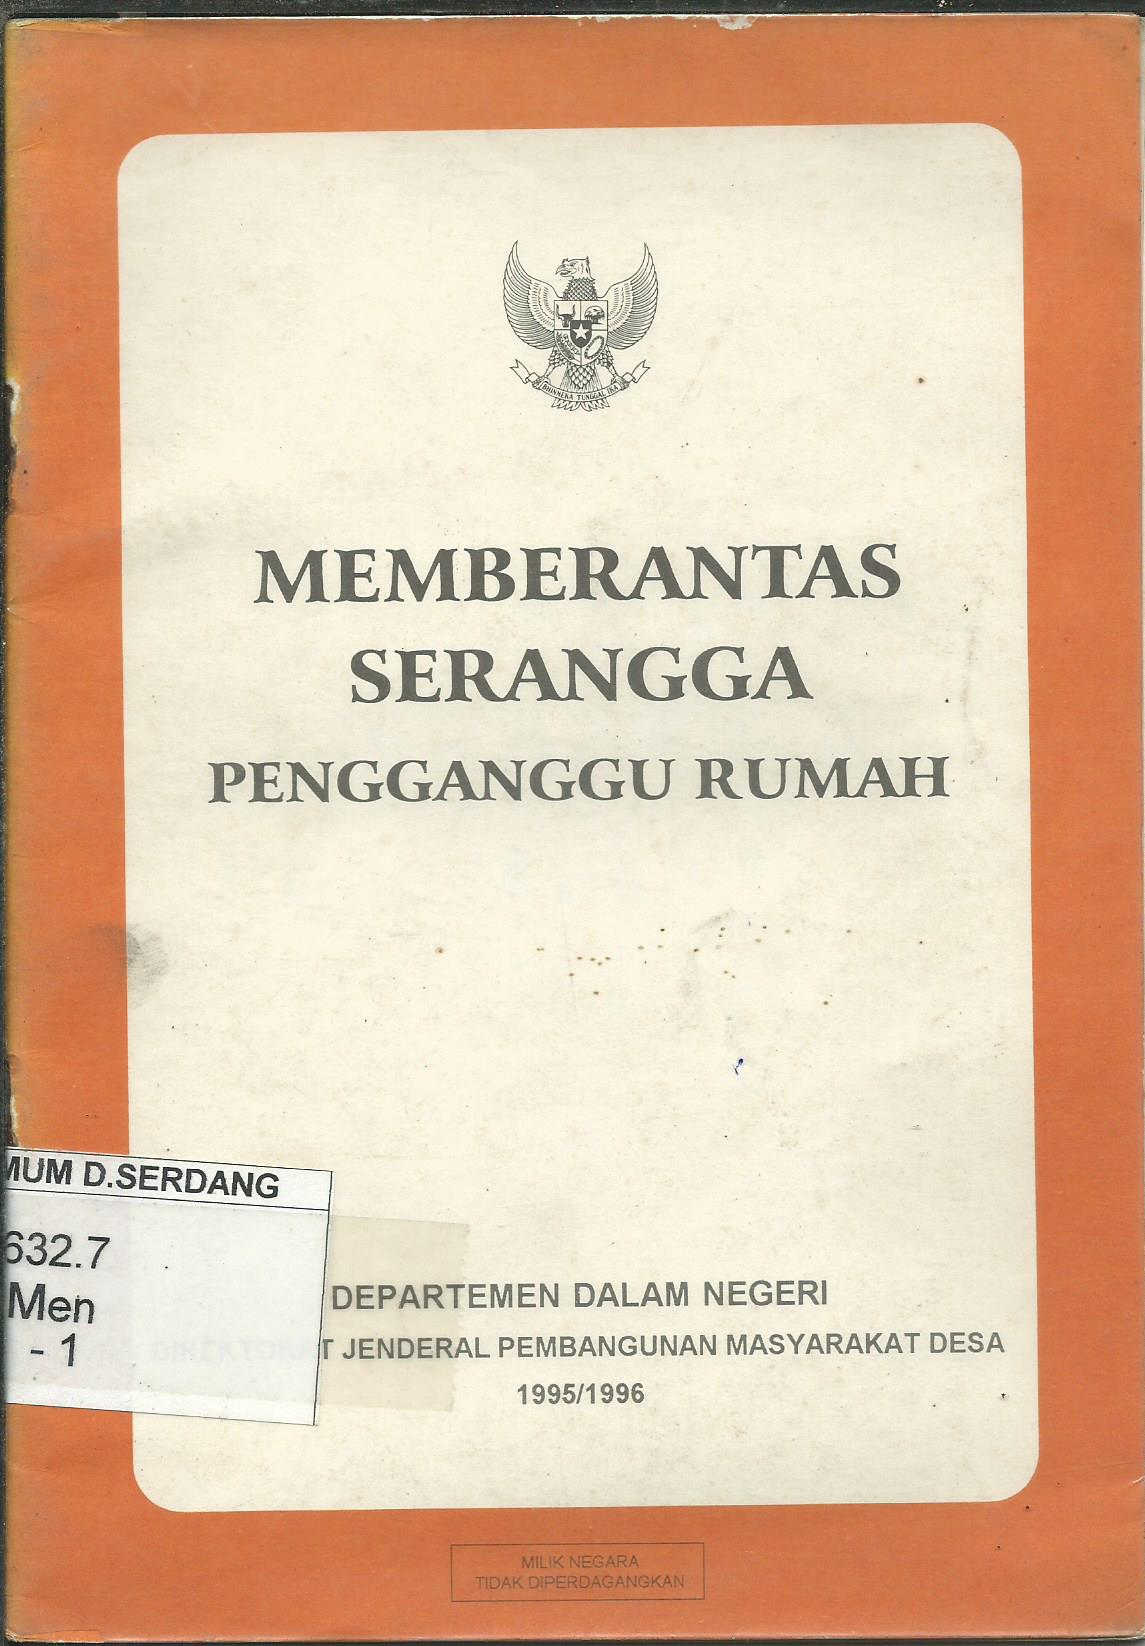 BHINNEKA TUNGGAL IKA
MEMBERANTAS
SERANGGA
PENGGANGGU RUMAH
MUM D.SERDANG
632.7
Men
- 1
DEPARTEMEN DALAM NEGERI
DIREKTORAT JENDERAL PEMBANGUNAN MASYARAKAT DESA
1995/1996
MILIK NEGARA
TIDAK DIPERDAGANGKAN